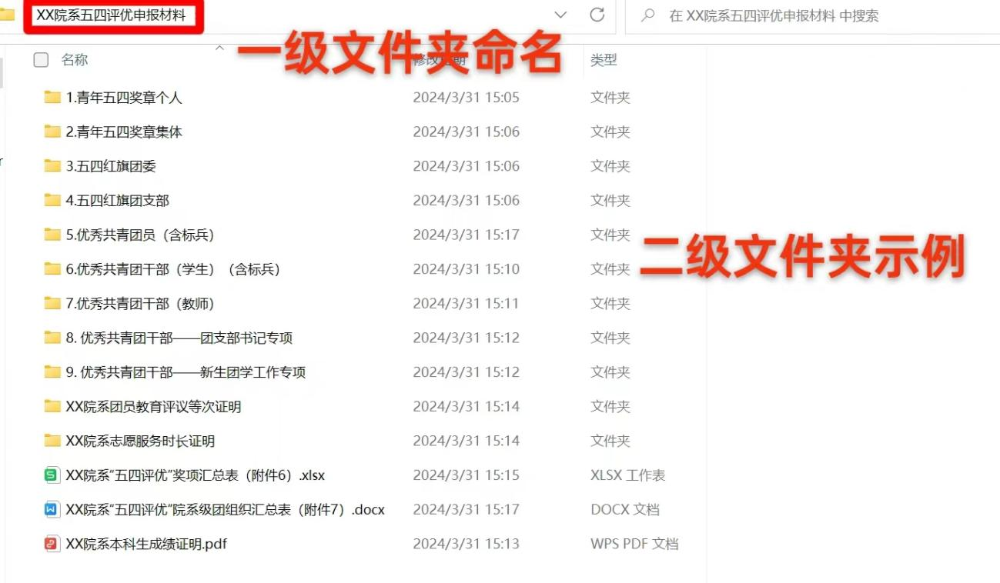 XX院系五四评优申报材料
在 XX院系五四评优申报材料 中搜索
一级文件夹命名
名称 修改日期 类型
1.青年五四奖章个人 2024/3/31 15:05 文件夹
2.青年五四奖章集体 2024/3/31 15:06 文件夹
3.五四红旗团委 2024/3/31 15:06 文件夹
4.五四红旗团支部 2024/3/31 15:06 文件夹
5.优秀共青团员（含标兵） 2024/3/31 15:17 文件夹
二级文件夹示例
6.优秀共青团干部（学生）（含标兵） 2024/3/31 15:10 文件夹
7.优秀共青团干部（教师） 2024/3/31 15:11 文件夹
8. 优秀共青团干部——团支部书记专项 2024/3/31 15:12 文件夹
9. 优秀共青团干部——新生团学工作专项 2024/3/31 15:12 文件夹
XX院系团员教育评议等次证明 2024/3/31 15:14 文件夹
XX院系志愿服务时长证明 2024/3/31 15:14 文件夹
XX院系“五四评优”奖项汇总表（附件6）.xlsx 2024/3/31 15:15 XLSX 工作表
XX院系“五四评优”院系级团组织汇总表（附件7）.docx 2024/3/31 15:17 DOCX 文档
XX院系本科生成绩证明.pdf 2024/3/31 15:13 WPS PDF 文档